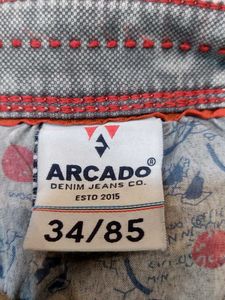 ARCADO®
DENIM JEANS CO.
ESTD 2015
34/85